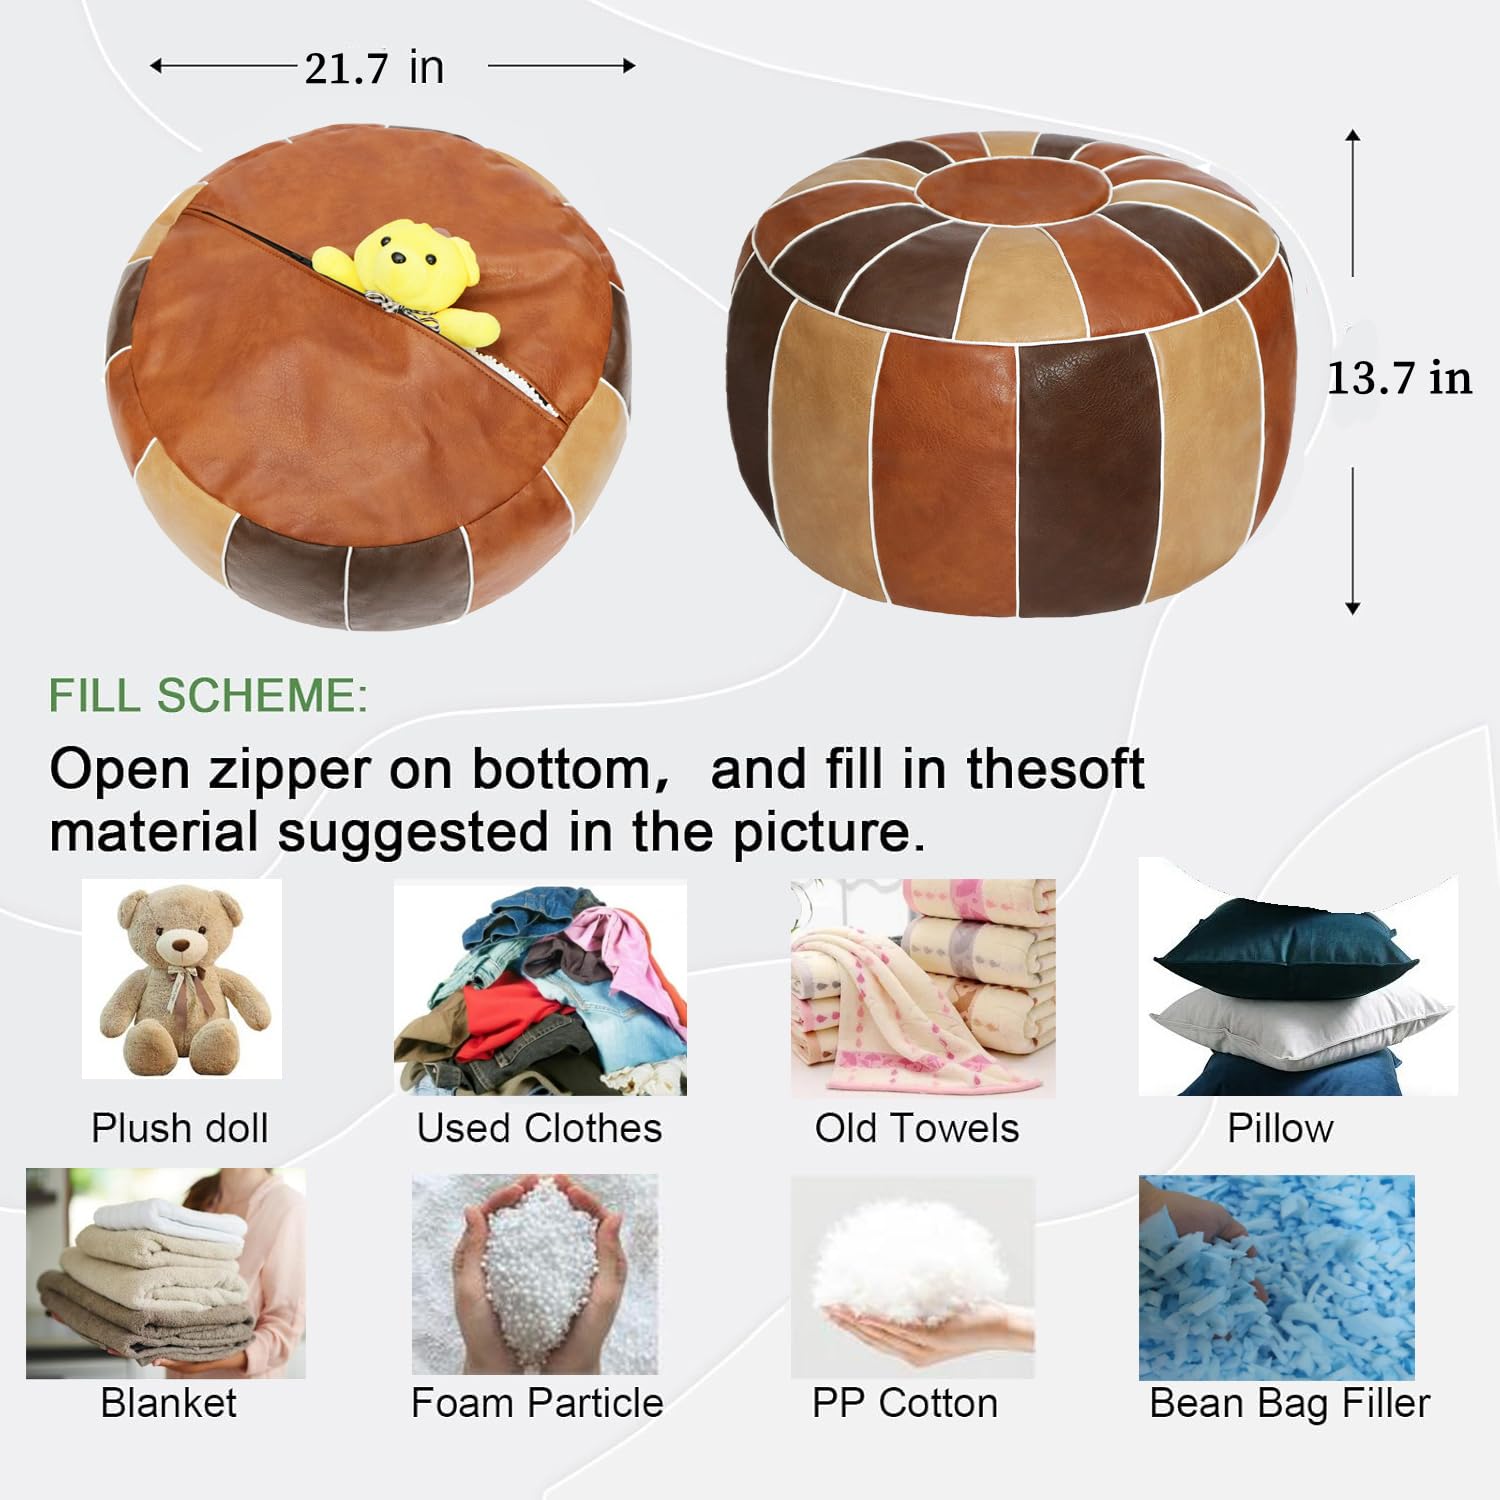 21.7 in
13.7 in
FILL SCHEME:
Open zipper on bottom，and fill in thesoft
material suggested in the picture.
Plush doll
Used Clothes
Old Towels
Pillow
Blanket
Foam Particle
PP Cotton
Bean Bag Filler